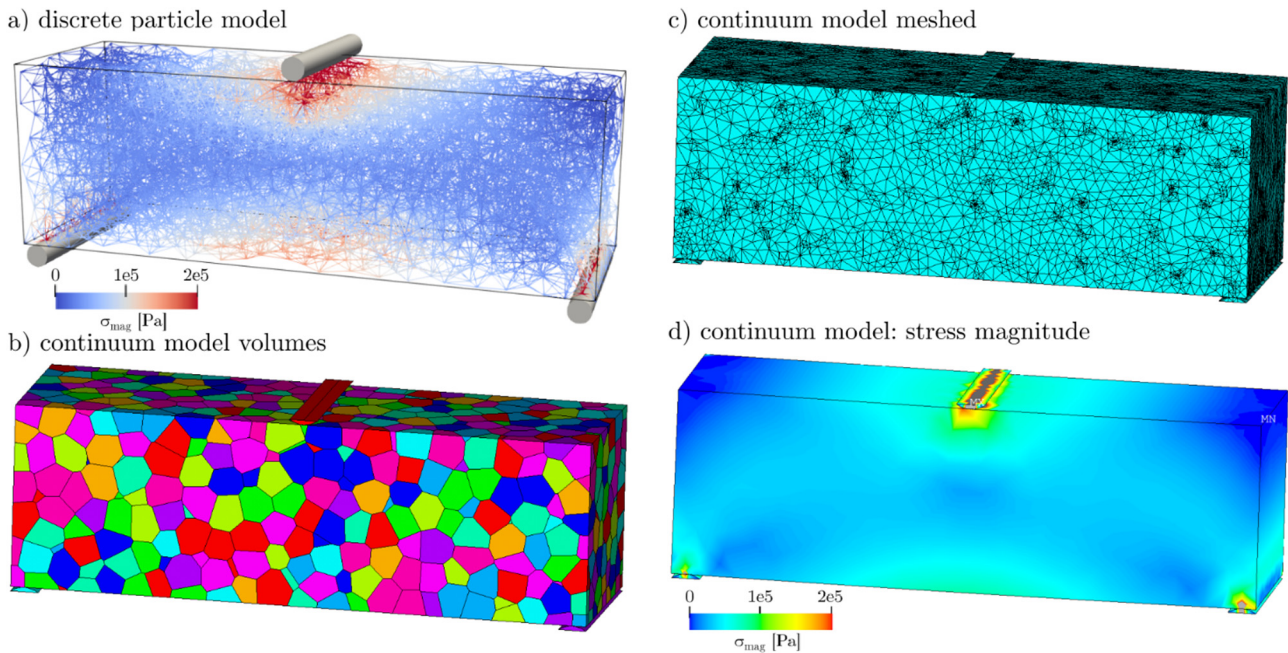 a) discrete particle model
0 1e5 2e5
σmag [Pa]
b) continuum model volumes
c) continuum model meshed
d) continuum model: stress magnitude
MN
0 1e5 2e5
σmag [Pa]